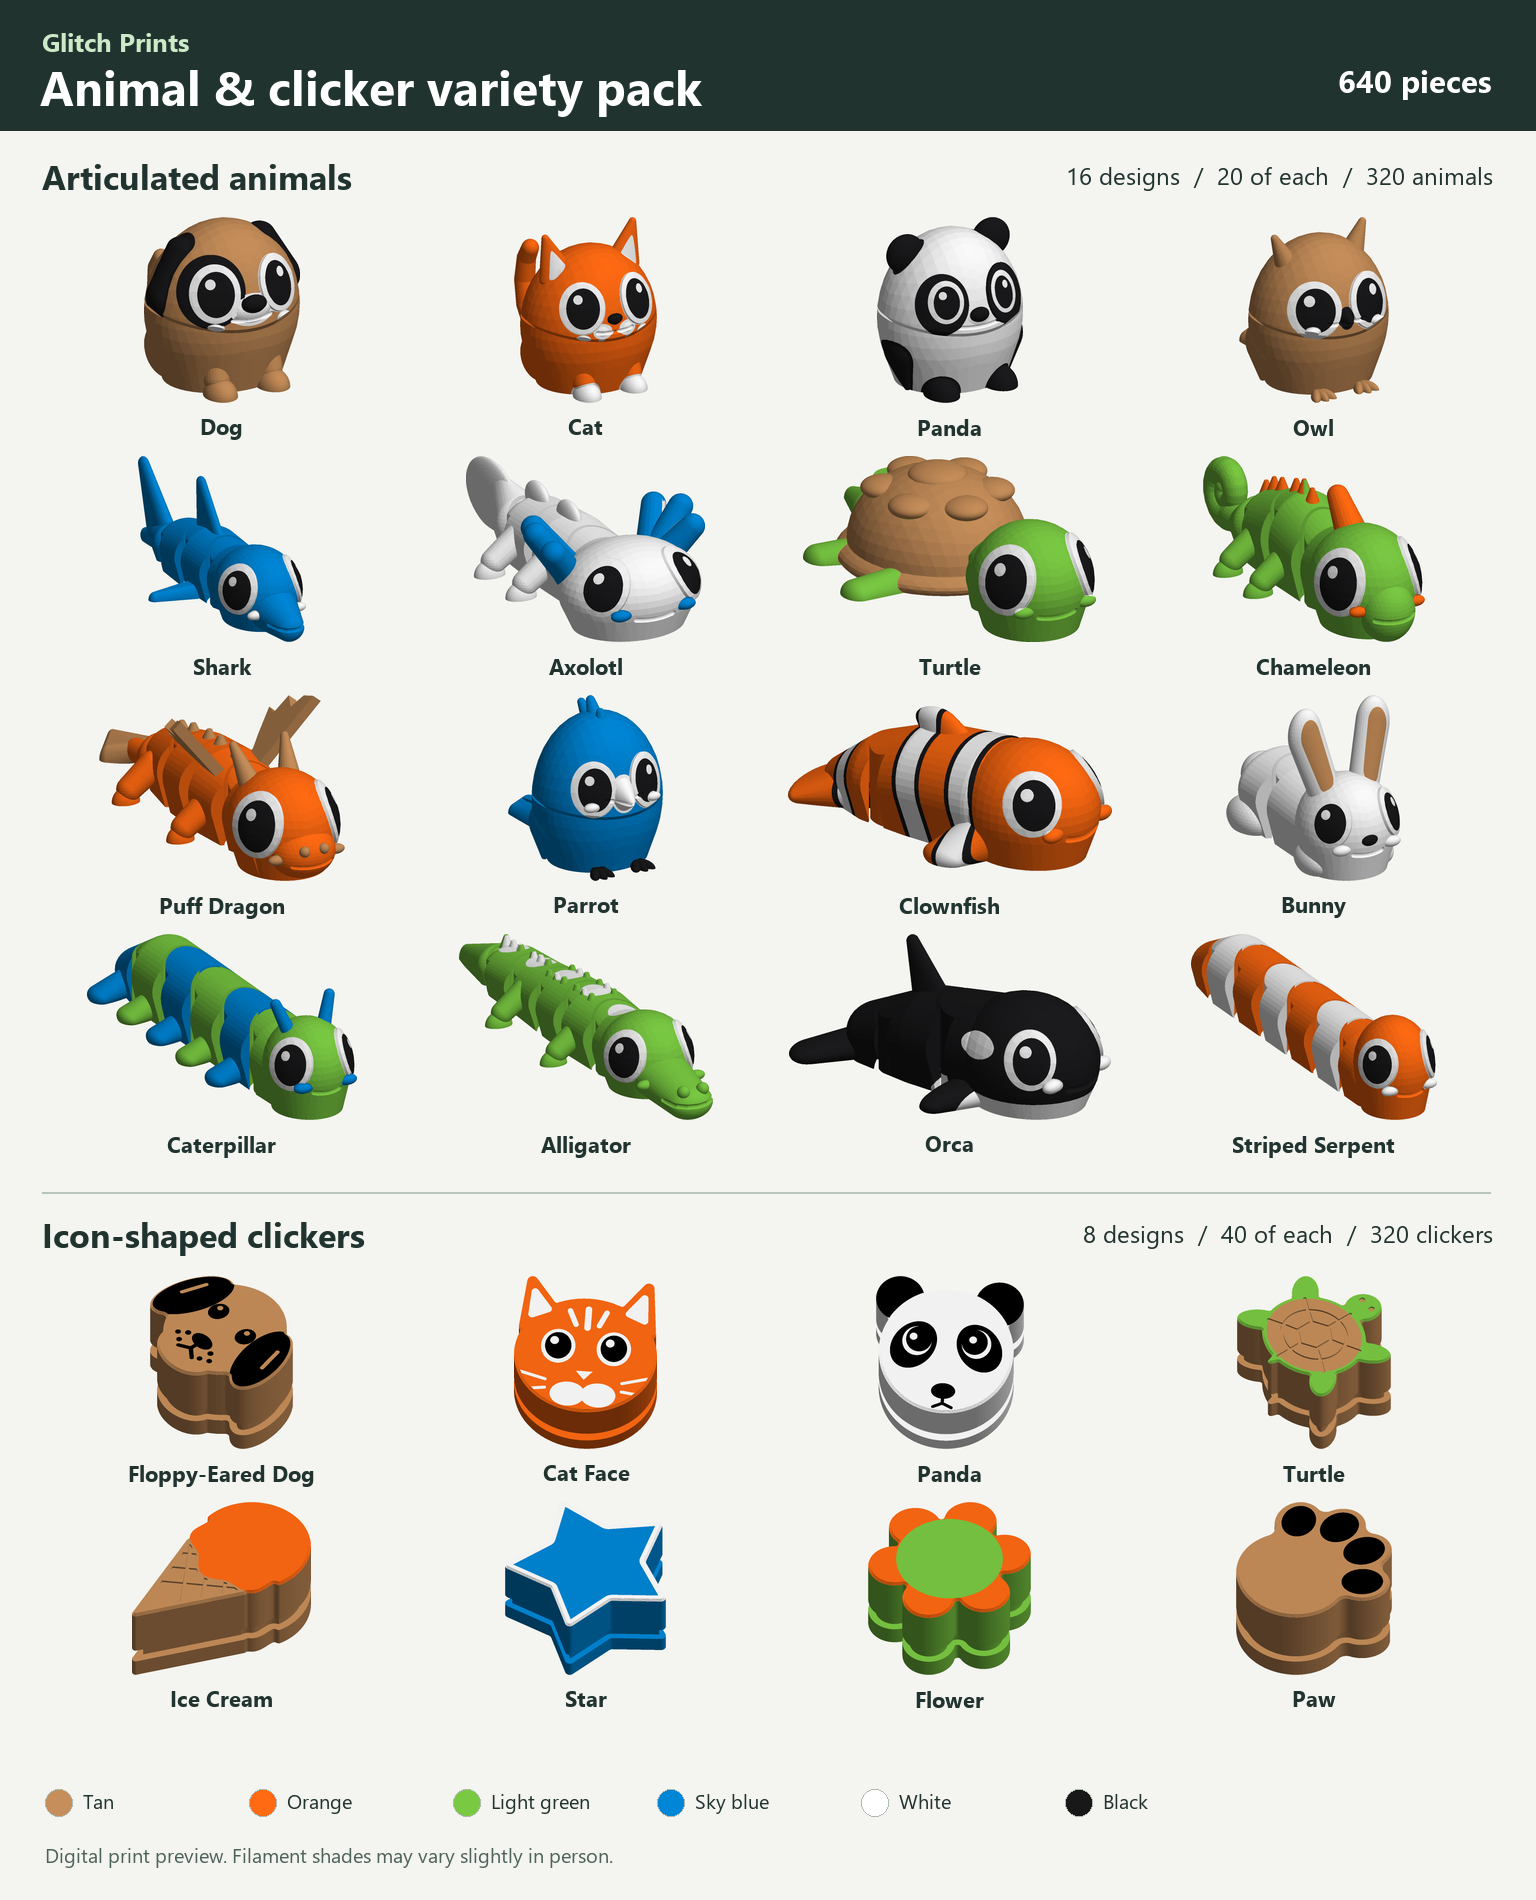 Glitch Prints
Animal & clicker variety pack
640 pieces
Articulated animals
16 designs / 20 of each / 320 animals
Dog
Cat
Panda
Owl
Shark
Axolotl
Turtle
Chameleon
Puff Dragon
Parrot
Clownfish
Bunny
Caterpillar
Alligator
Orca
Striped Serpent
Icon-shaped clickers
8 designs / 40 of each / 320 clickers
Floppy-Eared Dog
Cat Face
Panda
Turtle
Ice Cream
Star
Flower
Paw
Tan
Orange
Light green
Sky blue
White
Black
Digital print preview. Filament shades may vary slightly in person.